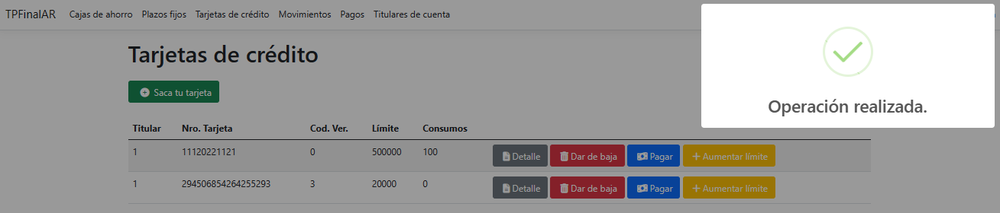 TPFinalAR Cajas de ahorro Plazos fijos Tarjetas de crédito Movimientos Pagos Titulares de cuenta
Operación realizada.
Tarjetas de crédito
Saca tu tarjeta
Titular Nro. Tarjeta Cod. Ver. Límite Consumos
1 11120221121 0 500000 100 Detalle Dar de baja Pagar Aumentar límite
1 294506854264255293 3 20000 0 Detalle Dar de baja Pagar Aumentar límite